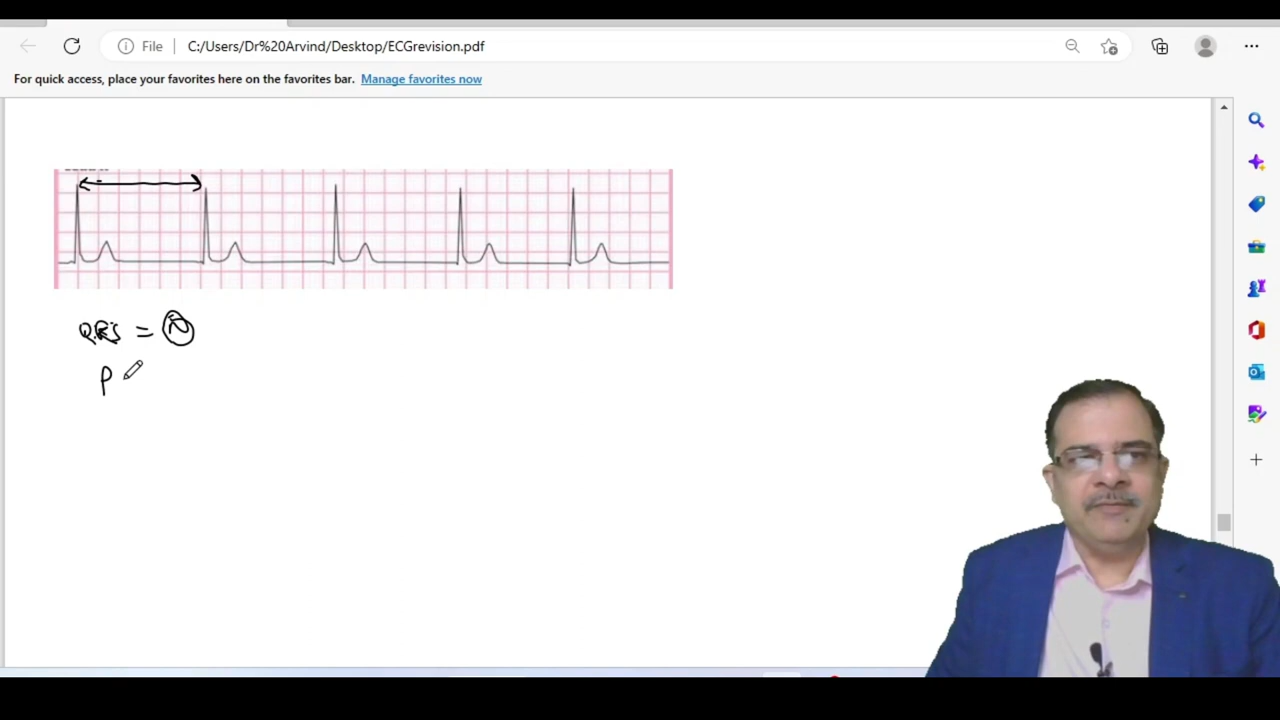 File
C:/Users/Dr%20Arvind/Desktop/ECGrevision.pdf
For quick access, place your favorites here on the favorites bar. Manage favorites now
QRS = N
P